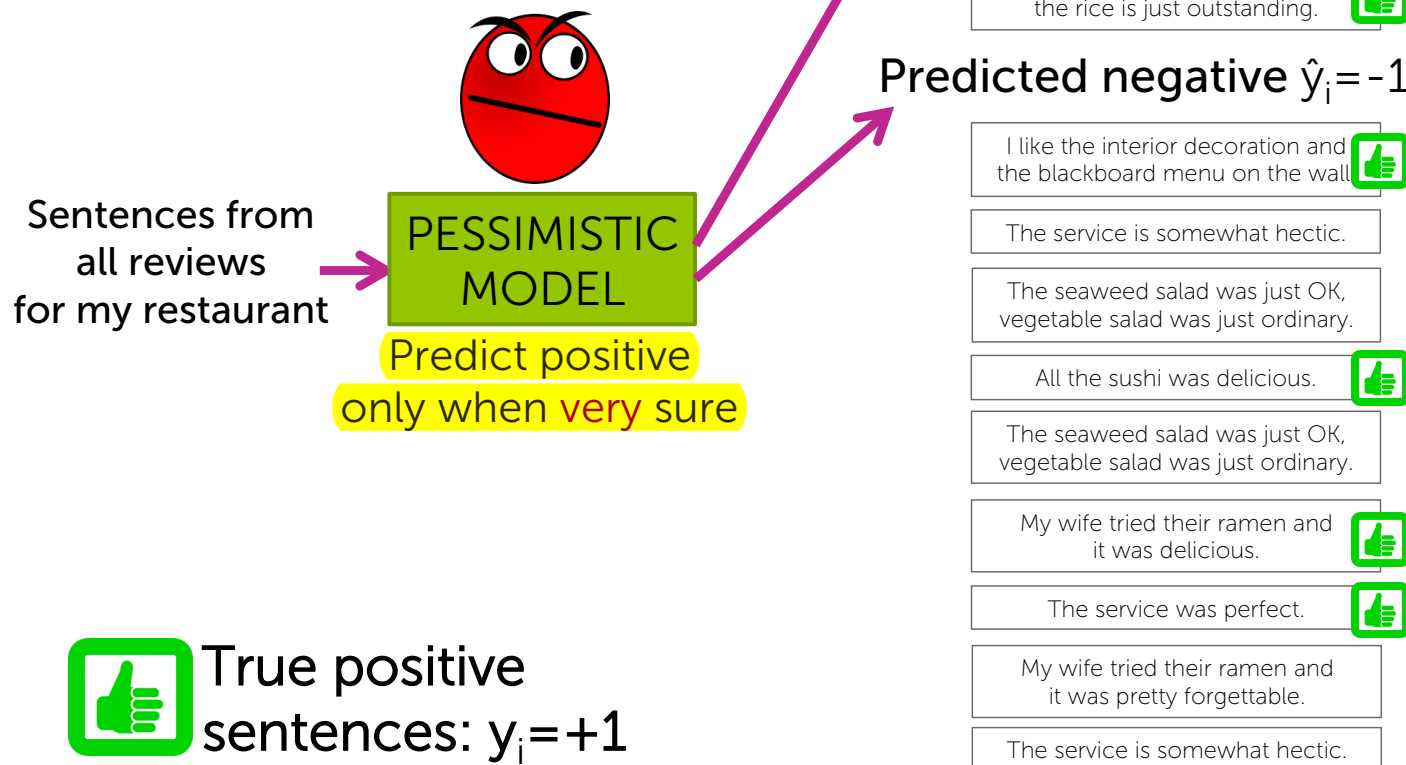 the rice is just outstanding.
Predicted negative ŷᵢ=-1
I like the interior decoration and
the blackboard menu on the wall
The service is somewhat hectic.
The seaweed salad was just OK,
vegetable salad was just ordinary.
All the sushi was delicious.
The seaweed salad was just OK,
vegetable salad was just ordinary.
My wife tried their ramen and
it was delicious.
The service was perfect.
My wife tried their ramen and
it was pretty forgettable.
The service is somewhat hectic.
Sentences from
all reviews
for my restaurant
PESSIMISTIC
MODEL
Predict positive
only when very sure
True positive
sentences: yᵢ=+1